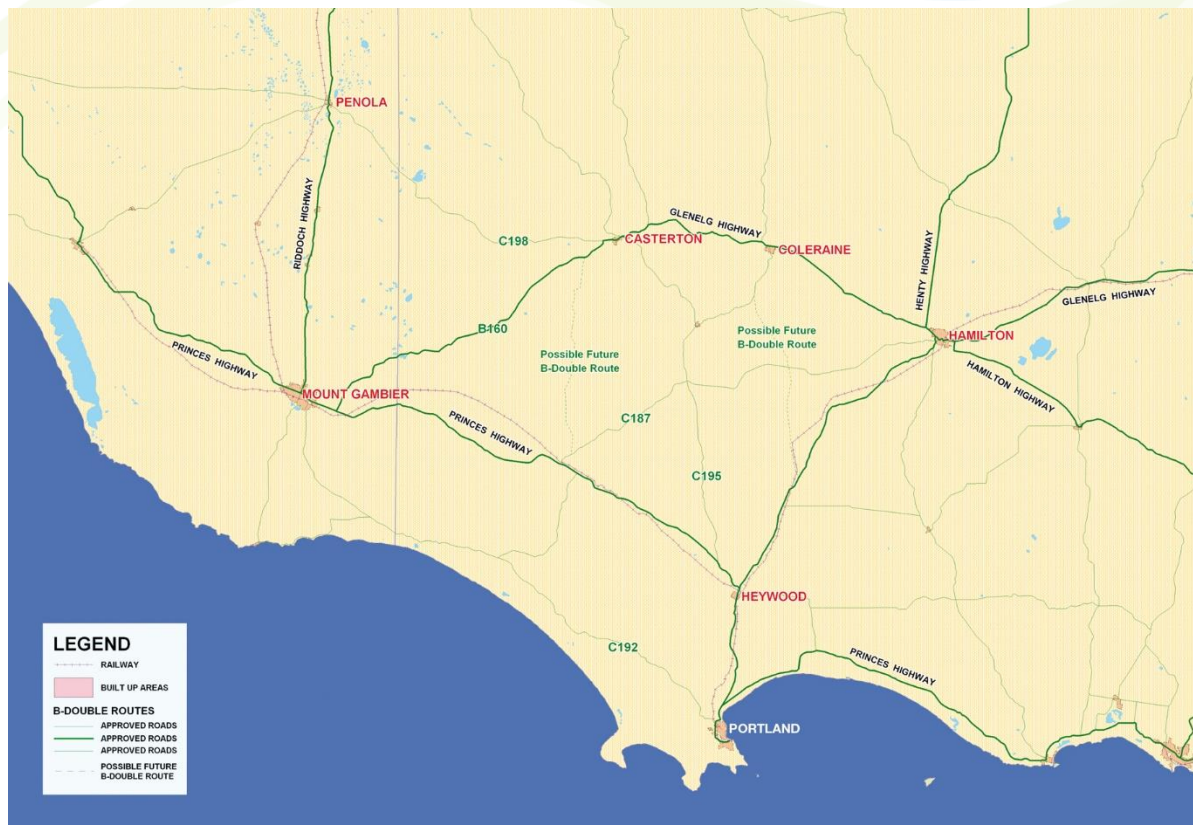 PENOLA
RIDDOCH HIGHWAY
C198
CASTERTON
GLENELG HIGHWAY
COLERAINE
HENTY HIGHWAY
GLENELG HIGHWAY
HAMILTON
HAMILTON HIGHWAY
B160
Possible Future
B-Double Route
Possible Future
B-Double Route
PRINCES HIGHWAY
MOUNT GAMBIER
PRINCES HIGHWAY
C187
C195
HEYWOOD
C192
PRINCES HIGHWAY
PORTLAND
LEGEND
RAILWAY
BUILT UP AREAS
B-DOUBLE ROUTES
APPROVED ROADS
APPROVED ROADS
APPROVED ROADS
POSSIBLE FUTURE
B-DOUBLE ROUTE